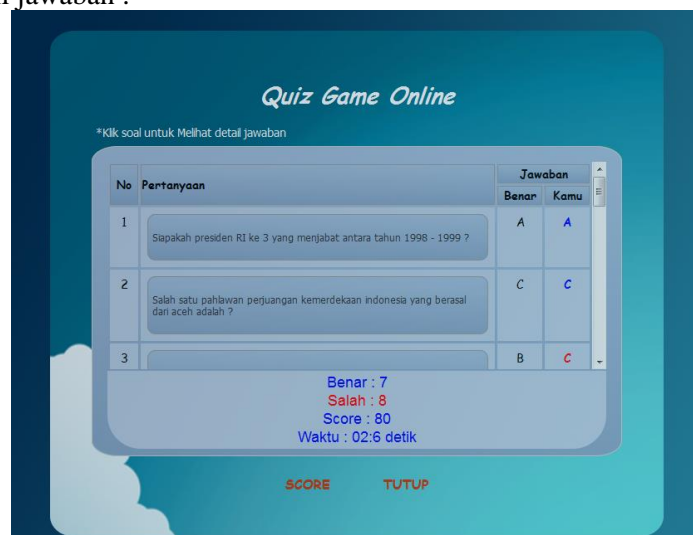 jawaban :
Quiz Game Online
*Klik soal untuk Melihat detail jawaban
No Pertanyaan Jawaban
Benar Kamu
1 Siapakah presiden RI ke 3 yang menjabat antara tahun 1998 - 1999 ? A A
2 Salah satu pahlawan perjuangan kemerdekaan indonesia yang berasal C C
dari aceh adalah ?
3 B C
Benar : 7
Salah : 8
Score : 80
Waktu : 02:6 detik
SCORE TUTUP